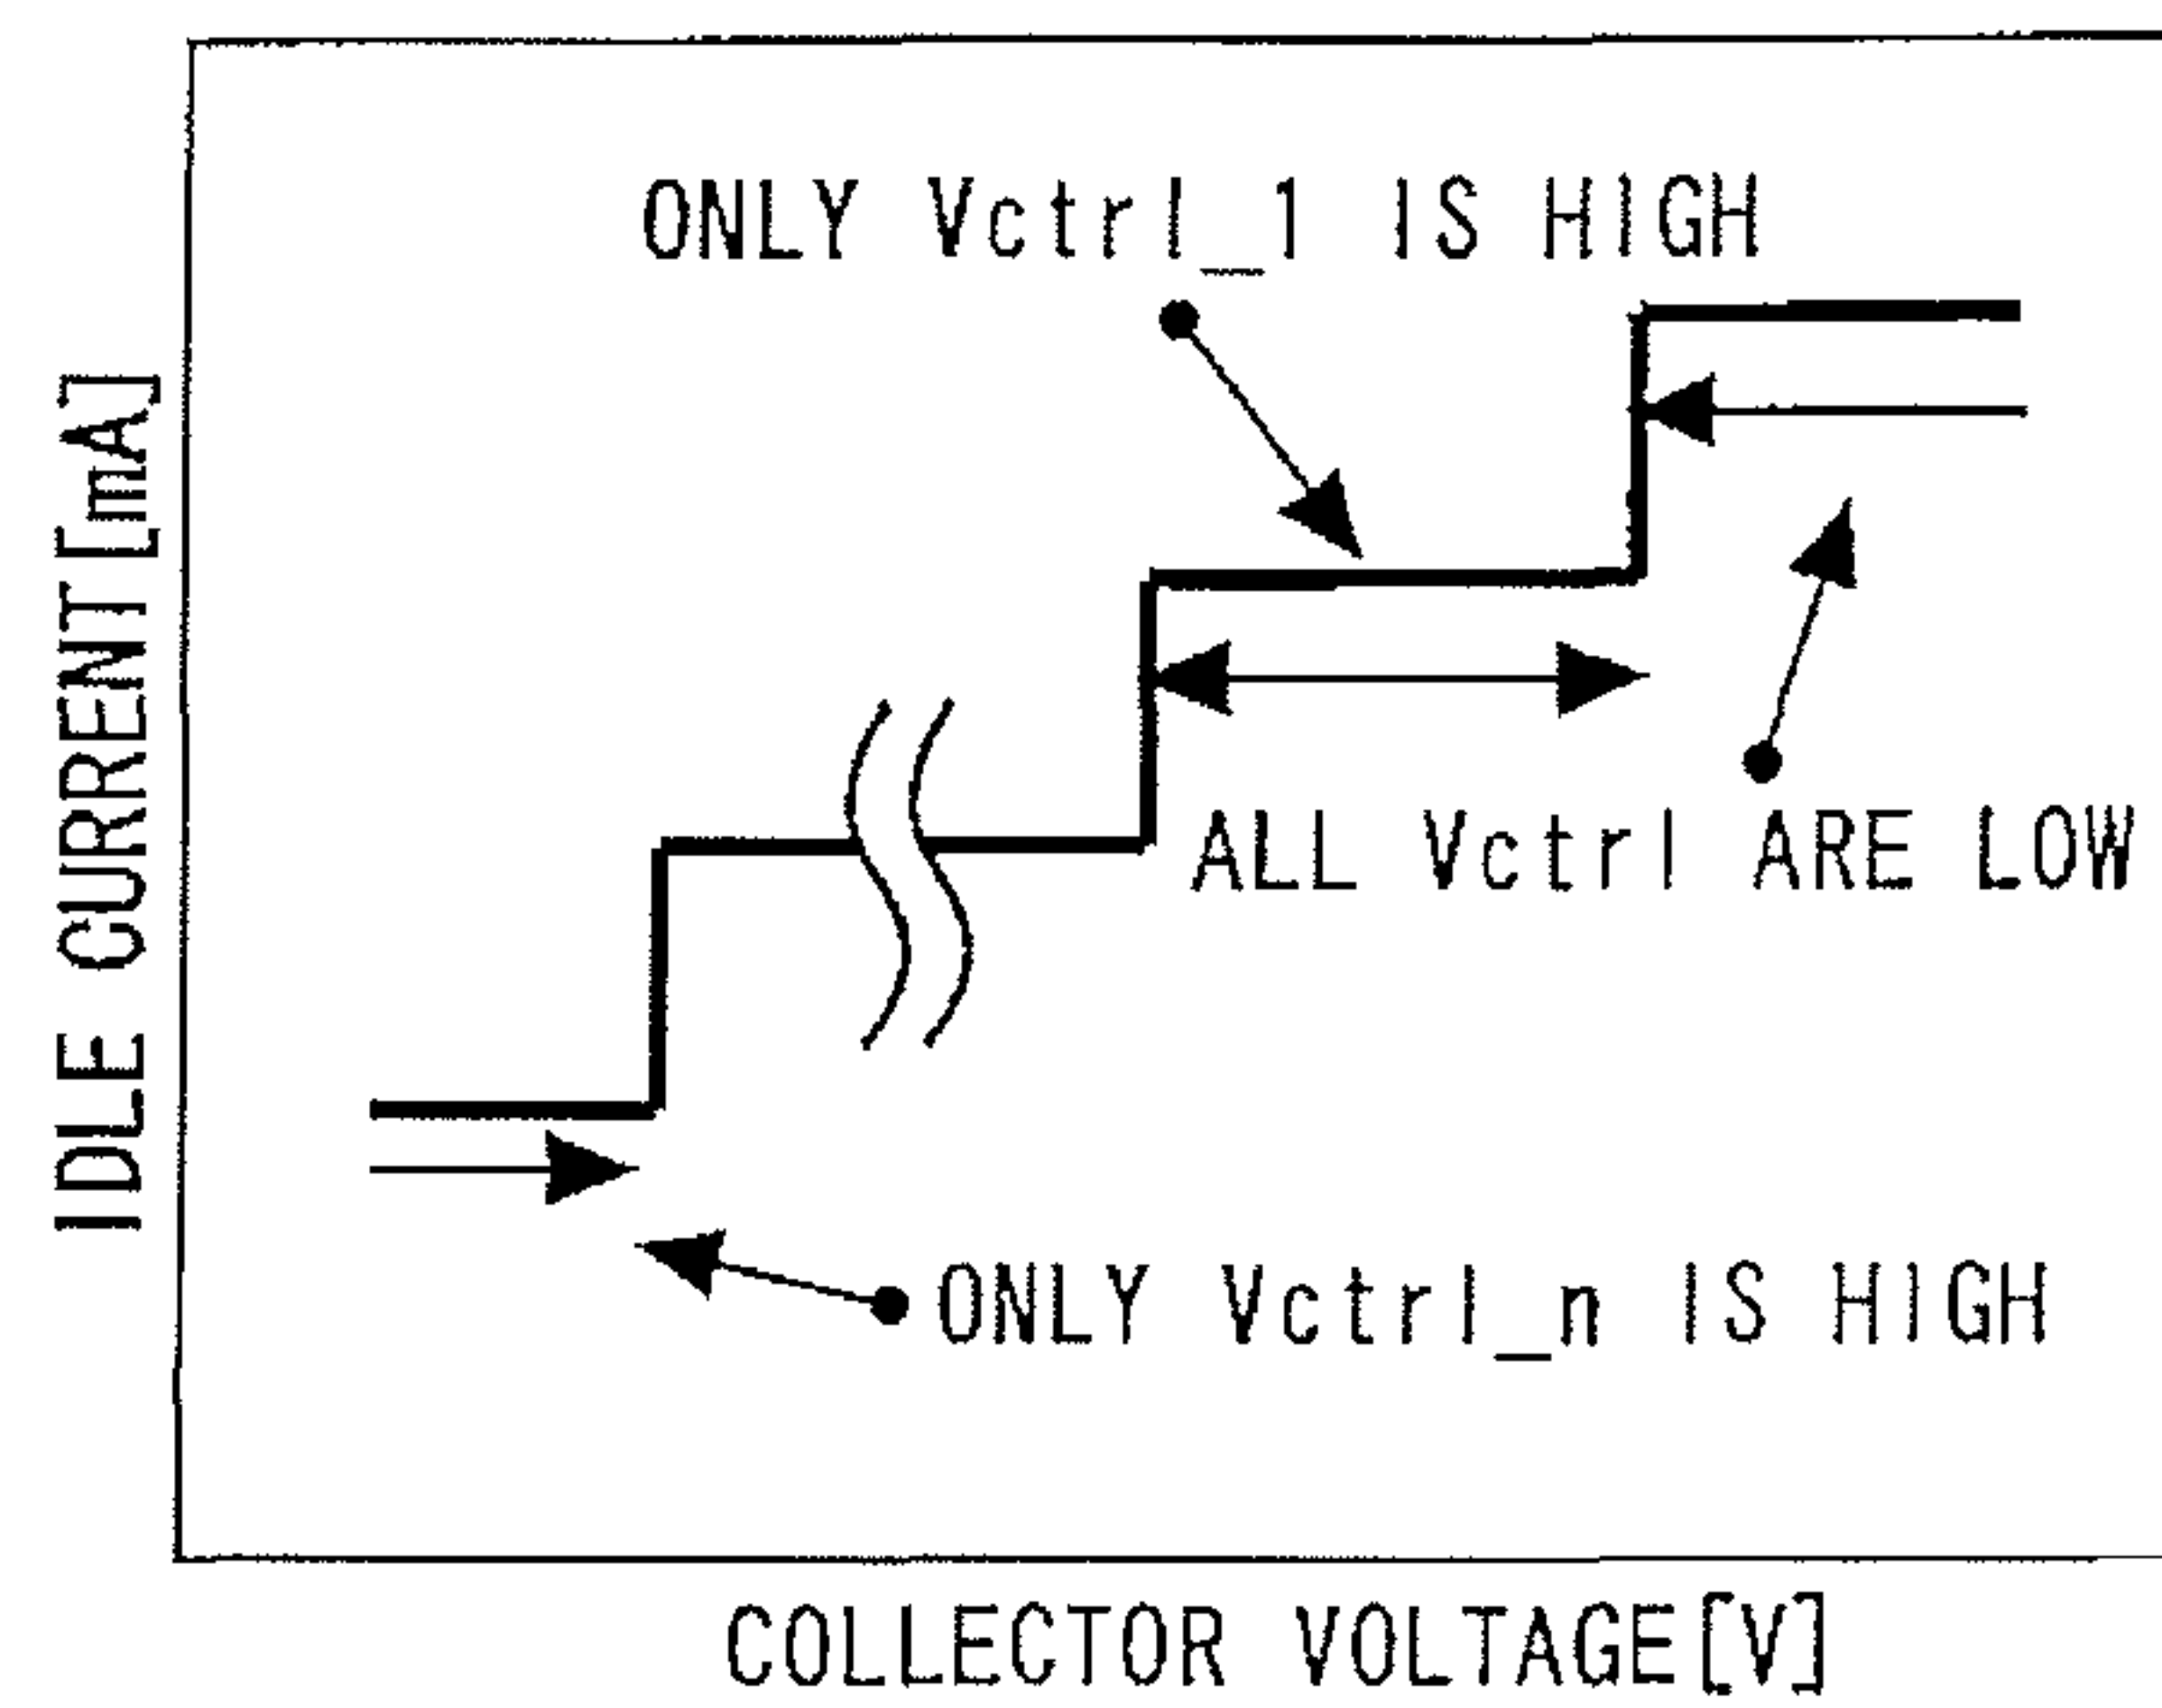 ONLY Vctrl_1 IS HIGH
IDLE CURRENT[mA]
ALL Vctrl ARE LOW
ONLY Vctrl_n IS HIGH
COLLECTOR VOLTAGE[V]